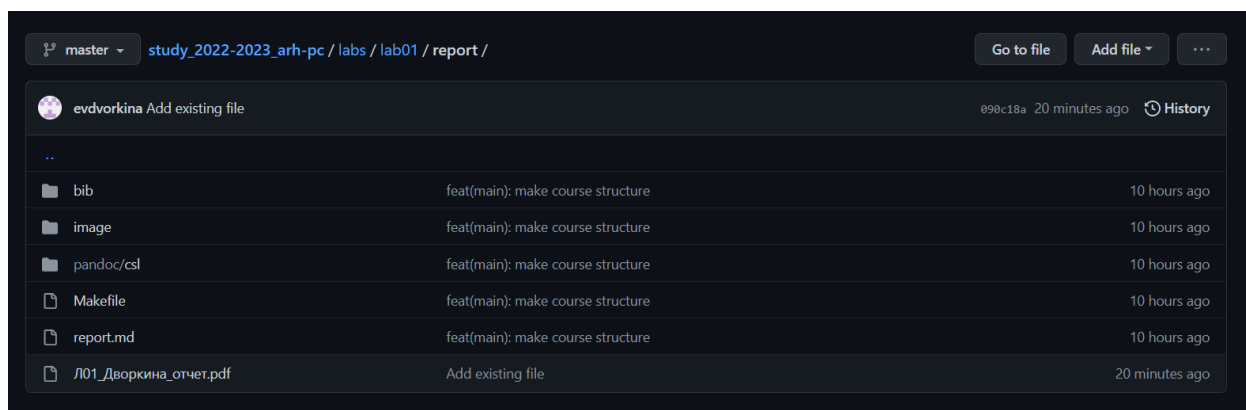 master study_2022-2023_arh-pc / labs / lab01 / report / Go to file Add file ...
evdvorkina Add existing file 090c18a 20 minutes ago History
..
bib feat(main): make course structure 10 hours ago
image feat(main): make course structure 10 hours ago
pandoc/csl feat(main): make course structure 10 hours ago
Makefile feat(main): make course structure 10 hours ago
report.md feat(main): make course structure 10 hours ago
Л01_Дворкина_отчет.pdf Add existing file 20 minutes ago